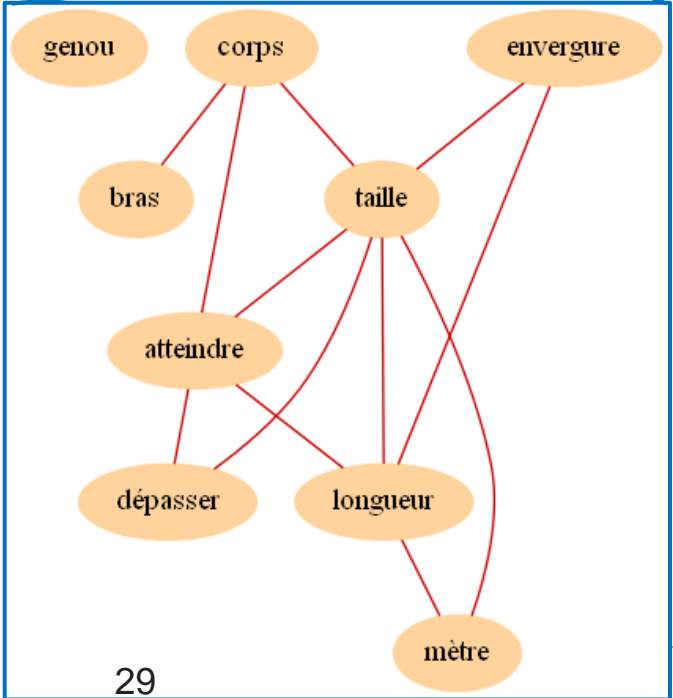 genou corps envergure
bras taille
atteindre
dépasser longueur
mètre
29